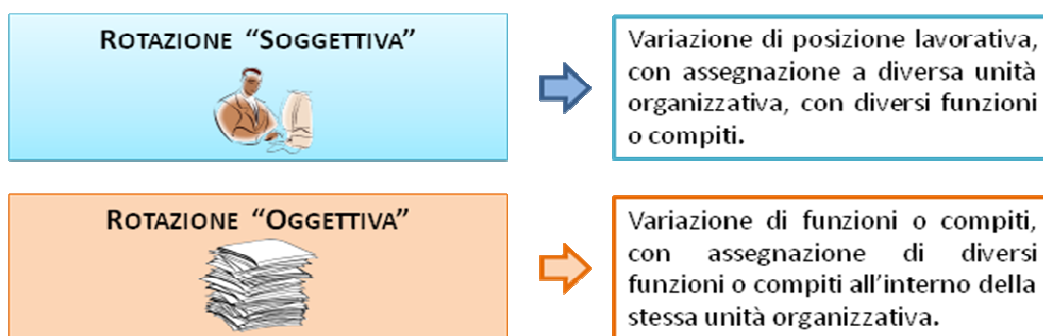 ROTAZIONE “SOGGETTIVA”
Variazione di posizione lavorativa,
con assegnazione a diversa unità
organizzativa, con diversi funzioni
o compiti.
ROTAZIONE “OGGETTIVA”
Variazione di funzioni o compiti,
con assegnazione di diversi
funzioni o compiti all’interno della
stessa unità organizzativa.